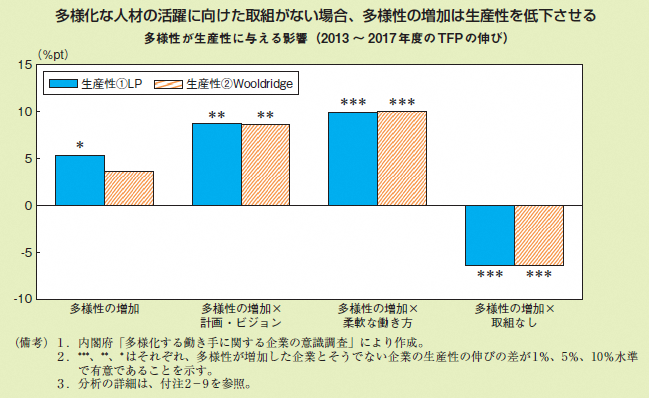 多様化な人材の活躍に向けた取組がない場合、多様性の増加は生産性を低下させる
多様性が生産性に与える影響(2013～2017年度のTFPの伸び)
(%pt)
15
生産性①LP 生産性②Wooldridge
10
5
0
-5
-10
* ** ** *** ***
*** ***
多様性の増加 多様性の増加× 多様性の増加× 多様性の増加×
計画・ビジョン 柔軟な働き方 取組なし
(備考)1.内閣府「多様化する働き手に関する企業の意識調査」により作成。
2.***、**、*はそれぞれ、多様性が増加した企業とそうでない企業の生産性の伸びの差が1%、5%、10%水準
で有意であることを示す。
3.分析の詳細は、付注2－9を参照。